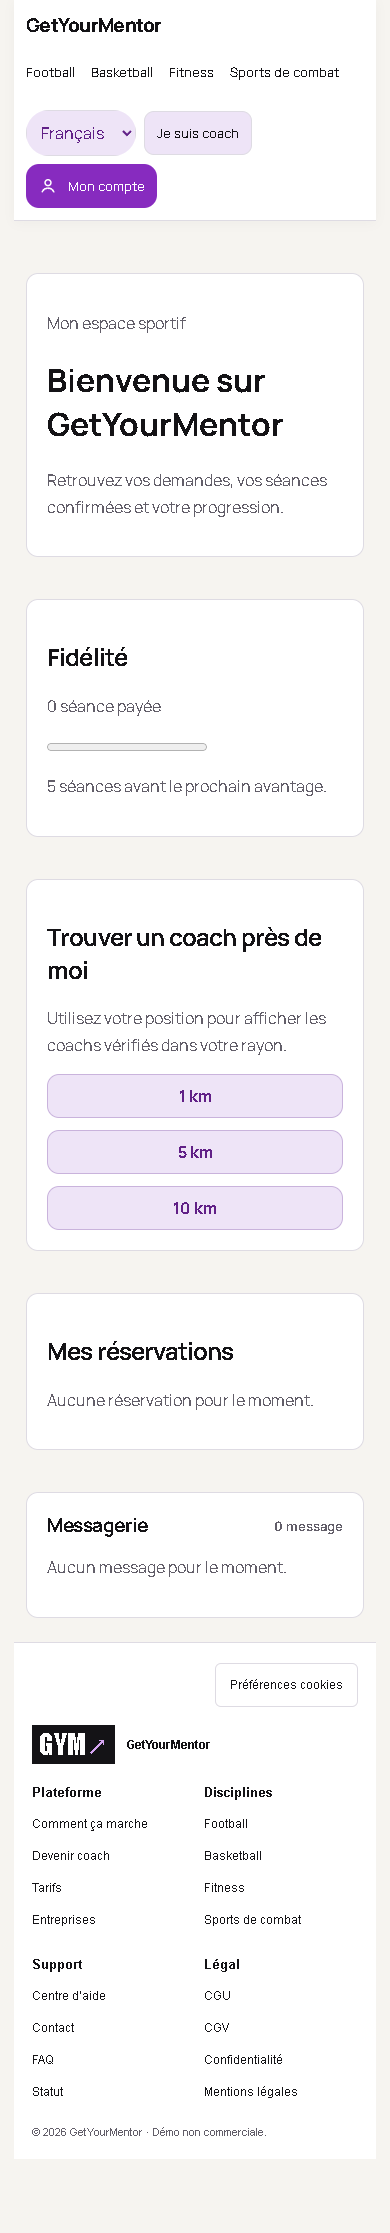 GetYourMentor
Football Basketball Fitness Sports de combat
Français Je suis coach
Mon compte
Mon espace sportif
Bienvenue sur
GetYourMentor
Retrouvez vos demandes, vos séances
confirmées et votre progression.
Fidélité
0 séance payée
5 séances avant le prochain avantage.
Trouver un coach près de
moi
Utilisez votre position pour afficher les
coachs vérifiés dans votre rayon.
1 km
5 km
10 km
Mes réservations
Aucune réservation pour le moment.
Messagerie 0 message
Aucun message pour le moment.
Préférences cookies
GYM GetYourMentor
Plateforme Disciplines
Comment ça marche Football
Devenir coach Basketball
Tarifs Fitness
Entreprises Sports de combat
Support Légal
Centre d'aide CGU
Contact CGV
FAQ Confidentialité
Statut Mentions légales
© 2026 GetYourMentor · Démo non commerciale.